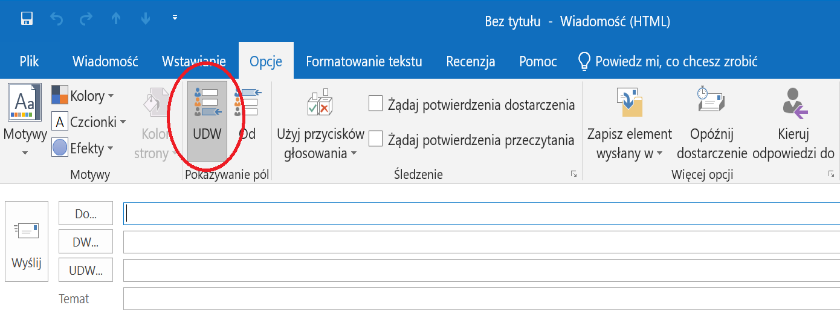 Bez tytułu - Wiadomość (HTML)
Plik Wiadomość Wstawianie Opcje Formatowanie tekstu Recenzja Pomoc Powiedz mi, co chcesz zrobić
Aa
Motywy
Kolory
A Czcionki
Efekty
Motywy
Kolor
strony
UDW
Od
Pokazywanie pól
Użyj przycisków
głosowania
Żądaj potwierdzenia dostarczenia
Żądaj potwierdzenia przeczytania
Śledzenie
Zapisz element
wysłany w
Opóźnij
dostarczenie
Kieruj
odpowiedzi do
Więcej opcji
Wyślij
Do...
DW...
UDW...
Temat